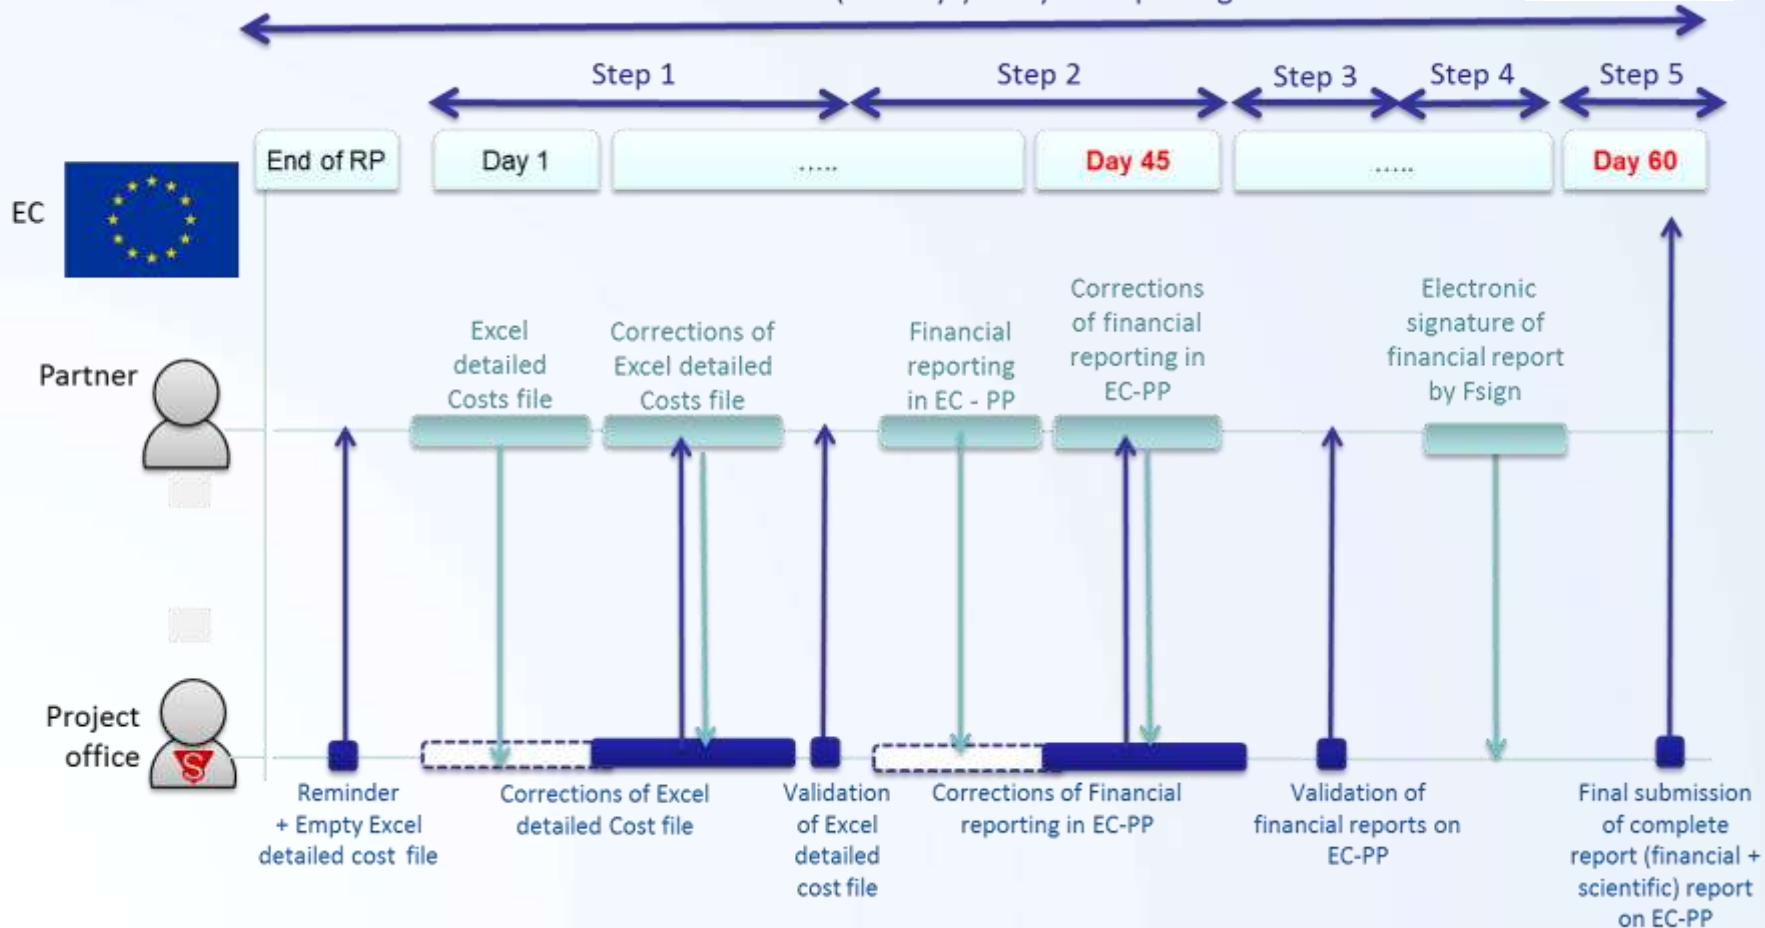 Step 1
Step 2
Step 3
Step 4
Step 5
End of RP
Day 1
.....
Day 45
.....
Day 60
EC
Partner
Excel
detailed
Costs file
Corrections of
Excel detailed
Costs file
Financial
reporting
in EC - PP
Corrections
of financial
reporting in
EC-PP
Electronic
signature of
financial report
by Fsign
Project
office
S
Reminder
+ Empty Excel
detailed cost file
Corrections of Excel
detailed Cost file
Validation
of Excel
detailed
cost file
Corrections of Financial
reporting in EC-PP
Validation of
financial reports on
EC-PP
Final submission
of complete
report (financial +
scientific) report
on EC-PP